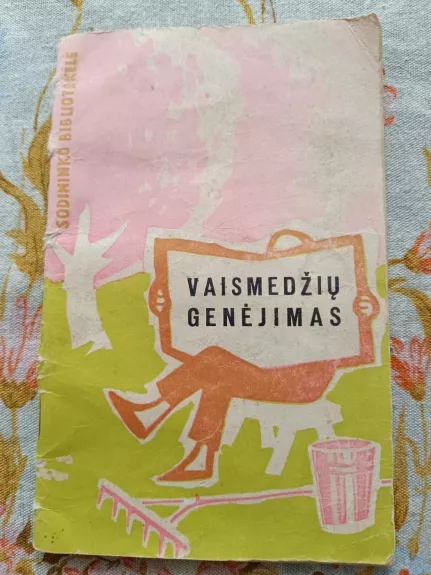 SODININKO BIBLIOTEKĖLĖ
VAISMEDŽIŲ
GENĖJIMAS